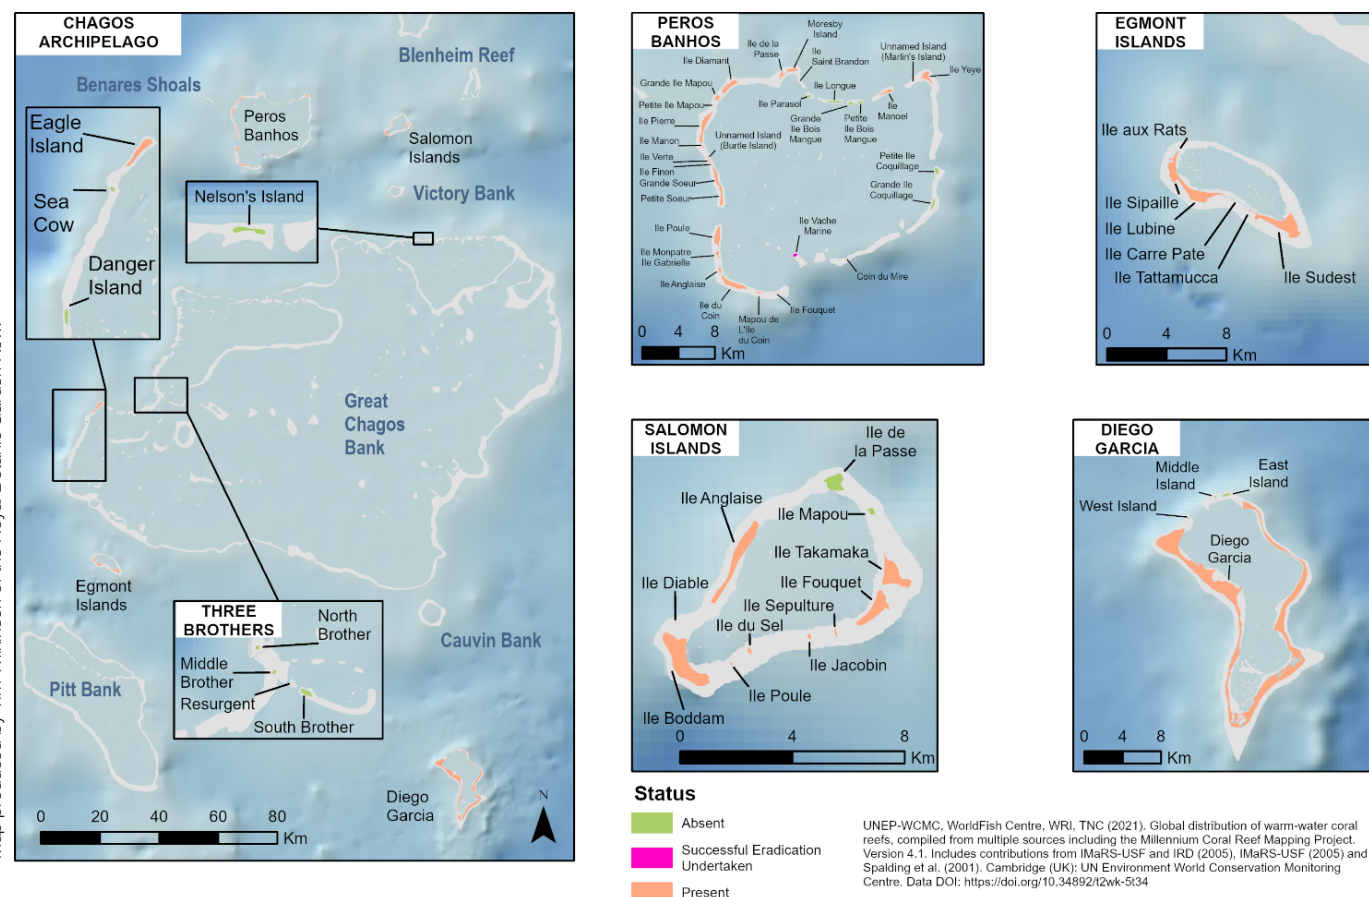 CHAGOS
ARCHIPELAGO
Blenheim Reef
Benares Shoals
Eagle
Island
Peros
Banhos
Salomon
Islands
Sea
Cow
Nelson's Island
Victory Bank
Danger
Island
Great
Chagos
Bank
Egmont
Islands
THREE
BROTHERS
North
Brother
Middle
Brother
Resurgent
South Brother
Cauvin Bank
Pitt Bank
Diego
Garcia
N
0 20 40 60 80
Km
PEROS
BANHOS
Moresby
Island
Ile de la
Passe
Ile
Saint Brandon
Unnamed Island
(Marlin's Island)
Ile Diamant
Ile Yeye
Grande Ile Mapou
Ile Longue
Petite Ile Mapou
Ile Parasol
Ile
Manoel
Ile Pierre
Grande
Ile Bois
Mangue
Petite
Ile Bois
Mangue
Ile Manon
Unnamed Island
(Burtle Island)
Ile Verte
Petite Ile
Coquillage
Ile Finon
Grande Soeur
Grande Ile
Coquillage
Petite Soeur
Ile Vache
Marine
Ile Poule
Ile Monpatre
Ile Gabrielle
Coin du Mire
Ile Anglaise
Ile du
Coin
Mapou de
L'Ile
du Coin
Ile Fouquet
0 4 8
Km
EGMONT
ISLANDS
Ile aux Rats
Ile Sipaille
Ile Lubine
Ile Carre Pate
Ile Tattamucca
Ile Sudest
0 4 8
Km
SALOMON
ISLANDS
Ile de
la Passe
Ile Anglaise
Ile Mapou
Ile Takamaka
Ile Diable
Ile Fouquet
Ile Sepulture
Ile du Sel
Ile Jacobin
Ile Poule
Ile Boddam
0 4 8
Km
DIEGO
GARCIA
Middle
Island
East
Island
West Island
Diego
Garcia
0 4 8
Km
Status
Absent
Successful Eradication
Undertaken
Present
UNEP-WCMC, WorldFish Centre, WRI, TNC (2021). Global distribution of warm-water coral
reefs, compiled from multiple sources including the Millennium Coral Reef Mapping Project.
Version 4.1. Includes contributions from IMaRS-USF and IRD (2005), IMaRS-USF (2005) and
Spalding et al. (2001). Cambridge (UK): UN Environment World Conservation Monitoring
Centre. Data DOI: https://doi.org/10.34892/t2wk-5t34